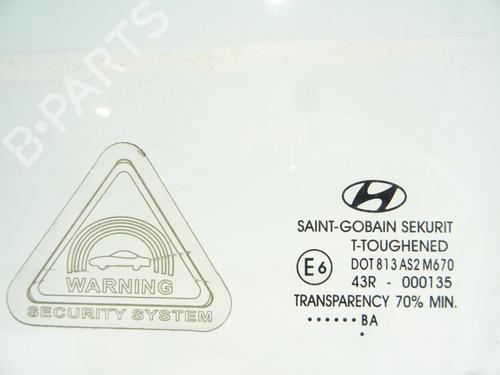 B-PARTS
WARNING
SECURITY SYSTEM
SAINT-GOBAIN SEKURIT
T-TOUGHENED
E6 DOT 813 AS2 M670
43R - 000135
TRANSPARENCY 70% MIN.
······ BA
.